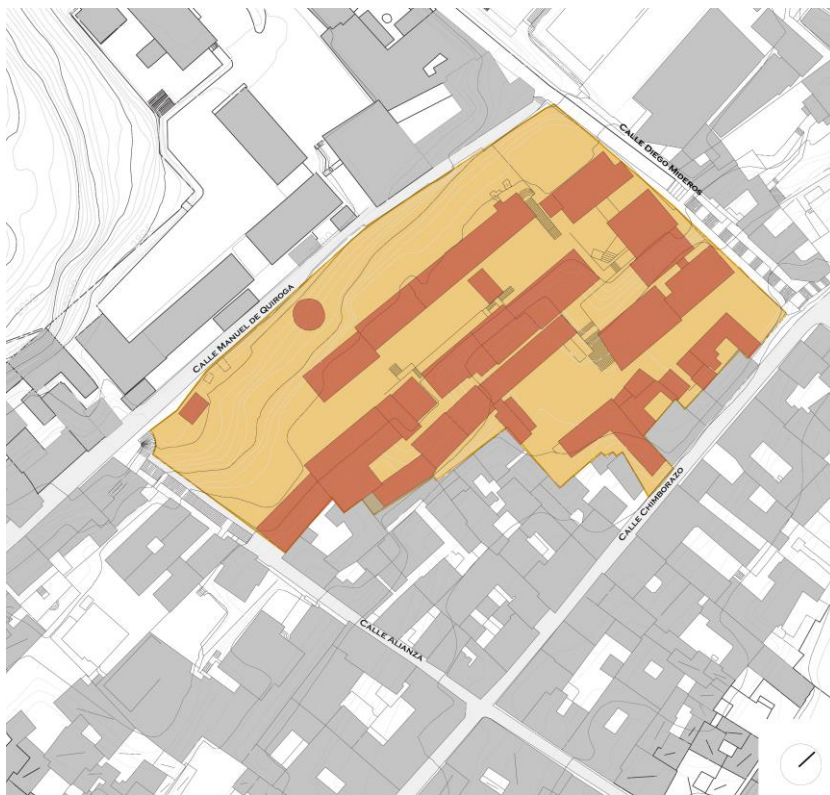 CALLE DIEGO MIDEROS
CALLE MANUEL DE QUIROGA
CALLE CHIMBORAZO
CALLE ALIANZA